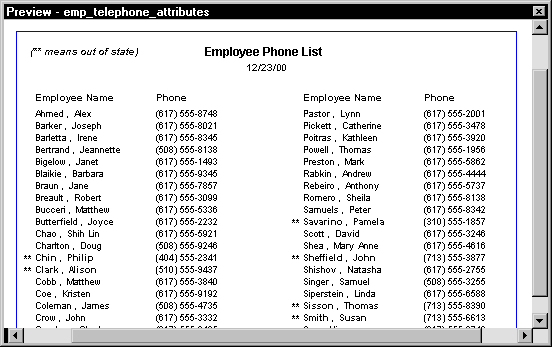 Preview - emp_telephone_attributes
(** means out of state)
Employee Phone List
12/23/00
Employee Name Phone
Ahmed , Alex (617) 555-8748
Barker , Joseph (617) 555-8021
Barletta , Irene (617) 555-8345
Bertrand , Jeannette (508) 555-8138
Bigelow , Janet (617) 555-1493
Blaikie , Barbara (617) 555-9345
Braun , Jane (617) 555-7857
Breault , Robert (617) 555-3099
Bucceri , Matthew (617) 555-5336
Butterfield , Joyce (617) 555-2232
Chao , Shih Lin (617) 555-5921
Charlton , Doug (508) 555-9246
** Chin , Philip (404) 555-2341
** Clark , Alison (510) 555-9437
Cobb , Matthew (617) 555-3840
Coe , Kristen (617) 555-9192
Coleman , James (508) 555-4735
Crow , John (617) 555-3332
Employee Name Phone
Pastor , Lynn (617) 555-2001
Pickett , Catherine (617) 555-3478
Poitras , Kathleen (617) 555-3920
Powell , Thomas (617) 555-1956
Preston , Mark (617) 555-5862
Rabkin , Andrew (617) 555-4444
Rebeiro , Anthony (617) 555-5737
Romero , Sheila (617) 555-8138
Samuels , Peter (617) 555-8342
** Savarino , Pamela (310) 555-1857
Scott , David (617) 555-3246
Shea , Mary Anne (617) 555-4616
** Sheffield , John (713) 555-3877
Shishov , Natasha (617) 555-2755
Singer , Samuel (508) 555-3255
Siperstein , Linda (617) 555-6588
** Sisson , Thomas (713) 555-8390
** Smith , Susan (713) 555-6613